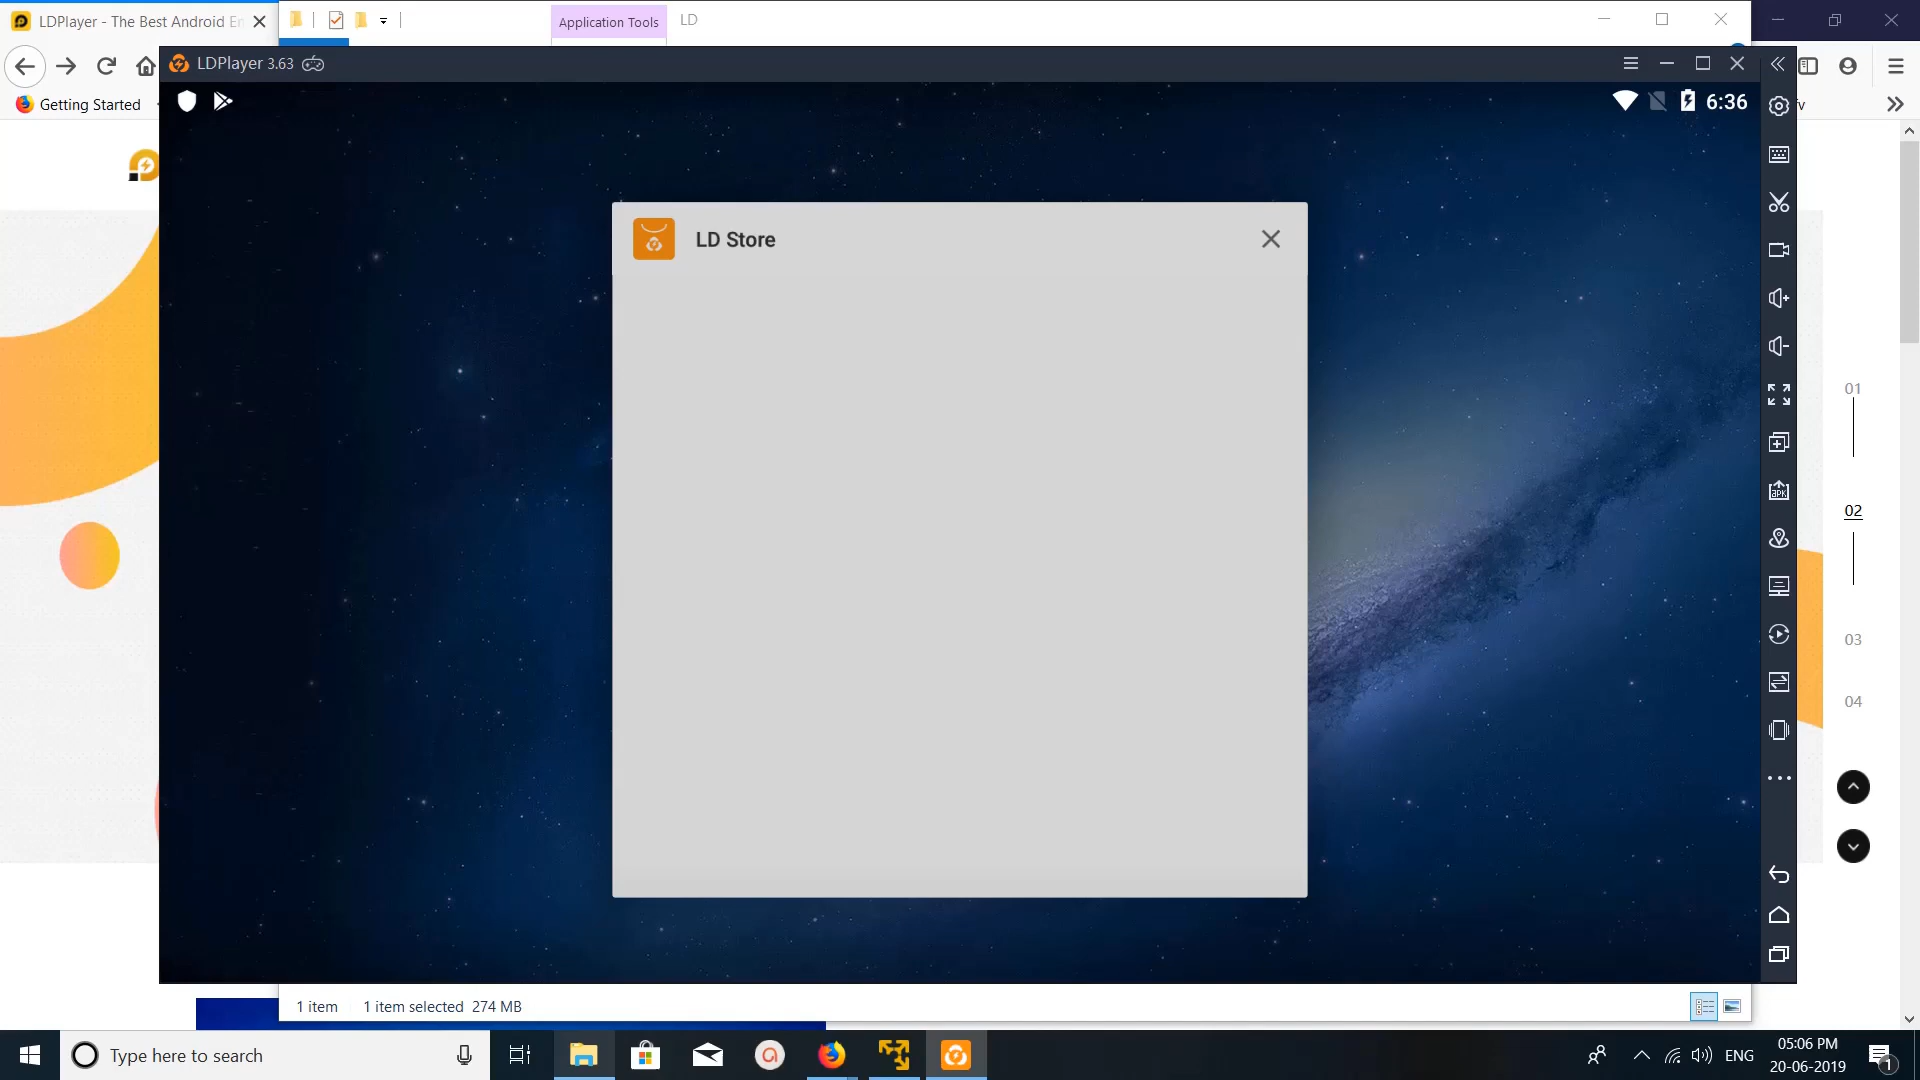 LDPlayer - The Best Android En
Application Tools
LD
LDPlayer 3.63
Getting Started
6:36
LD Store
01
02
03
04
1 item
1 item selected 274 MB
Type here to search
ENG
05:06 PM
20-06-2019
1